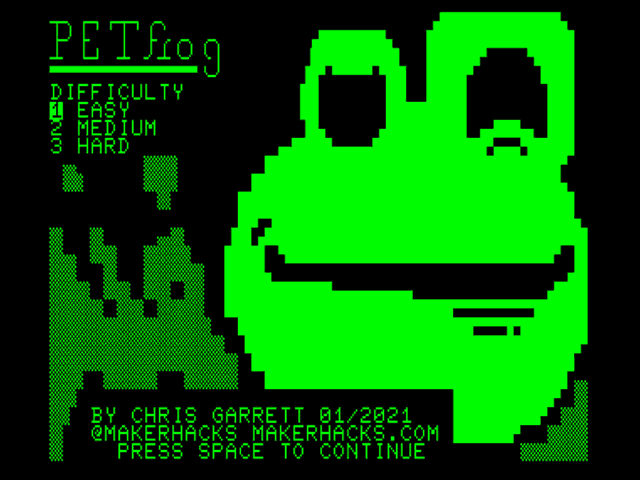 PETfrog
DIFFICULTY
1 EASY
2 MEDIUM
3 HARD
BY CHRIS GARRETT 01/2021
@MAKERHACKS MAKERHACKS.COM
PRESS SPACE TO CONTINUE